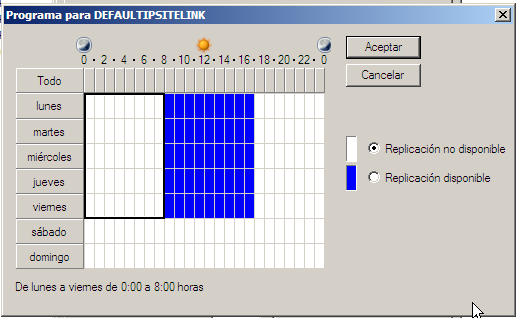 Programa para DEFAULTIPSITELINK
Aceptar
0 · 2 · 4 · 6 · 8 · 10 · 12 · 14 · 16 · 18 · 20 · 22 · 0
Cancelar
Todo
lunes
martes
miércoles
Replicación no disponible
jueves
Replicación disponible
viernes
sábado
domingo
De lunes a viernes de 0:00 a 8:00 horas